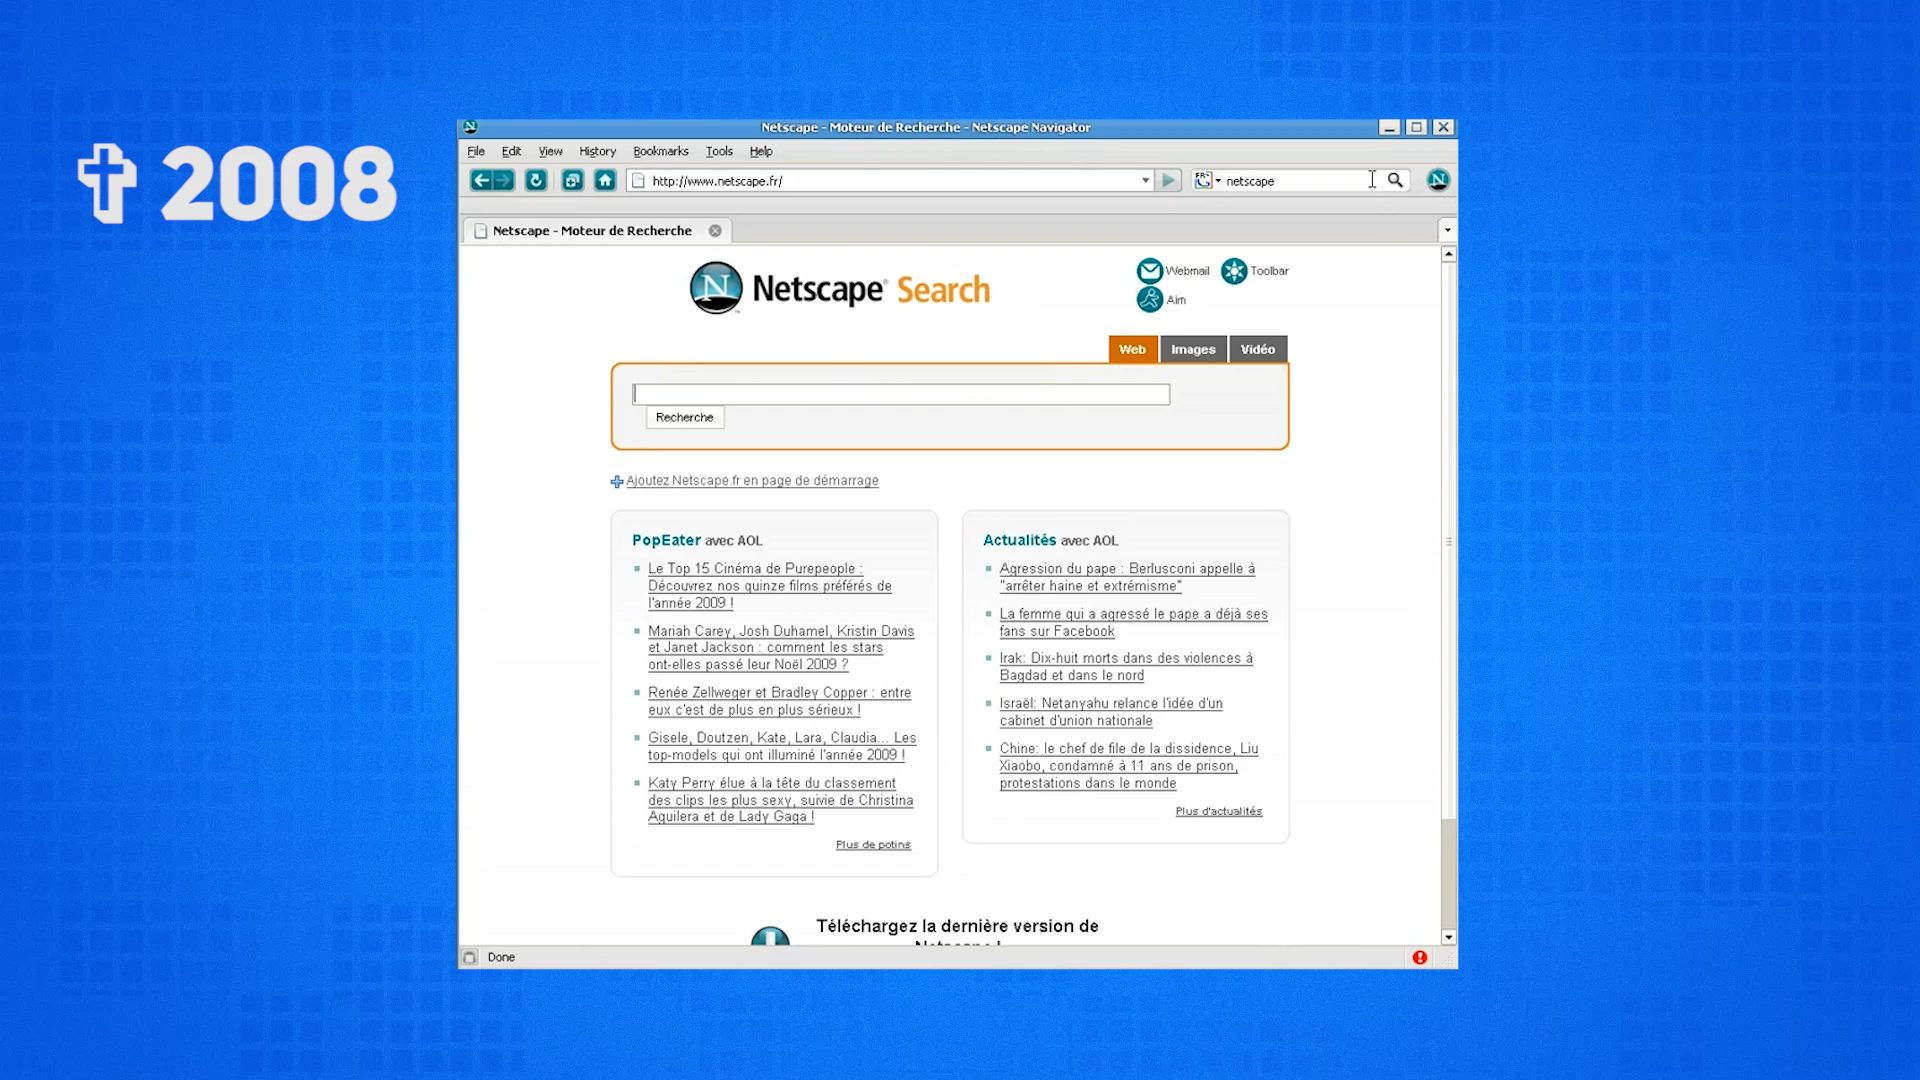 2008
Netscape - Moteur de Recherche - Netscape Navigator
File Edit View History Bookmarks Tools Help
http://www.netscape.fr/
netscape
Netscape - Moteur de Recherche
Netscape® Search
Webmail Toolbar
Aim
Web Images Vidéo
Recherche
Ajoutez Netscape.fr en page de démarrage
PopEater avec AOL
Le Top 15 Cinéma de Purepeople :
Découvrez nos quinze films préférés de
l'année 2009 !
Mariah Carey, Josh Duhamel, Kristin Davis
et Janet Jackson : comment les stars
ont-elles passé leur Noël 2009 ?
Renée Zellweger et Bradley Copper : entre
eux c'est de plus en plus sérieux !
Gisele, Doutzen, Kate, Lara, Claudia... Les
top-models qui ont illuminé l'année 2009 !
Katy Perry élue à la tête du classement
des clips les plus sexy, suivie de Christina
Aguilera et de Lady Gaga !
Plus de potins
Actualités avec AOL
Agression du pape : Berlusconi appelle à
"arrêter haine et extrémisme"
La femme qui a agressé le pape a déjà ses
fans sur Facebook
Irak: Dix-huit morts dans des violences à
Bagdad et dans le nord
Israël: Netanyahu relance l'idée d'un
cabinet d'union nationale
Chine: le chef de file de la dissidence, Liu
Xiaobo, condamné à 11 ans de prison,
protestations dans le monde
Plus d'actualités
Téléchargez la dernière version de
Done